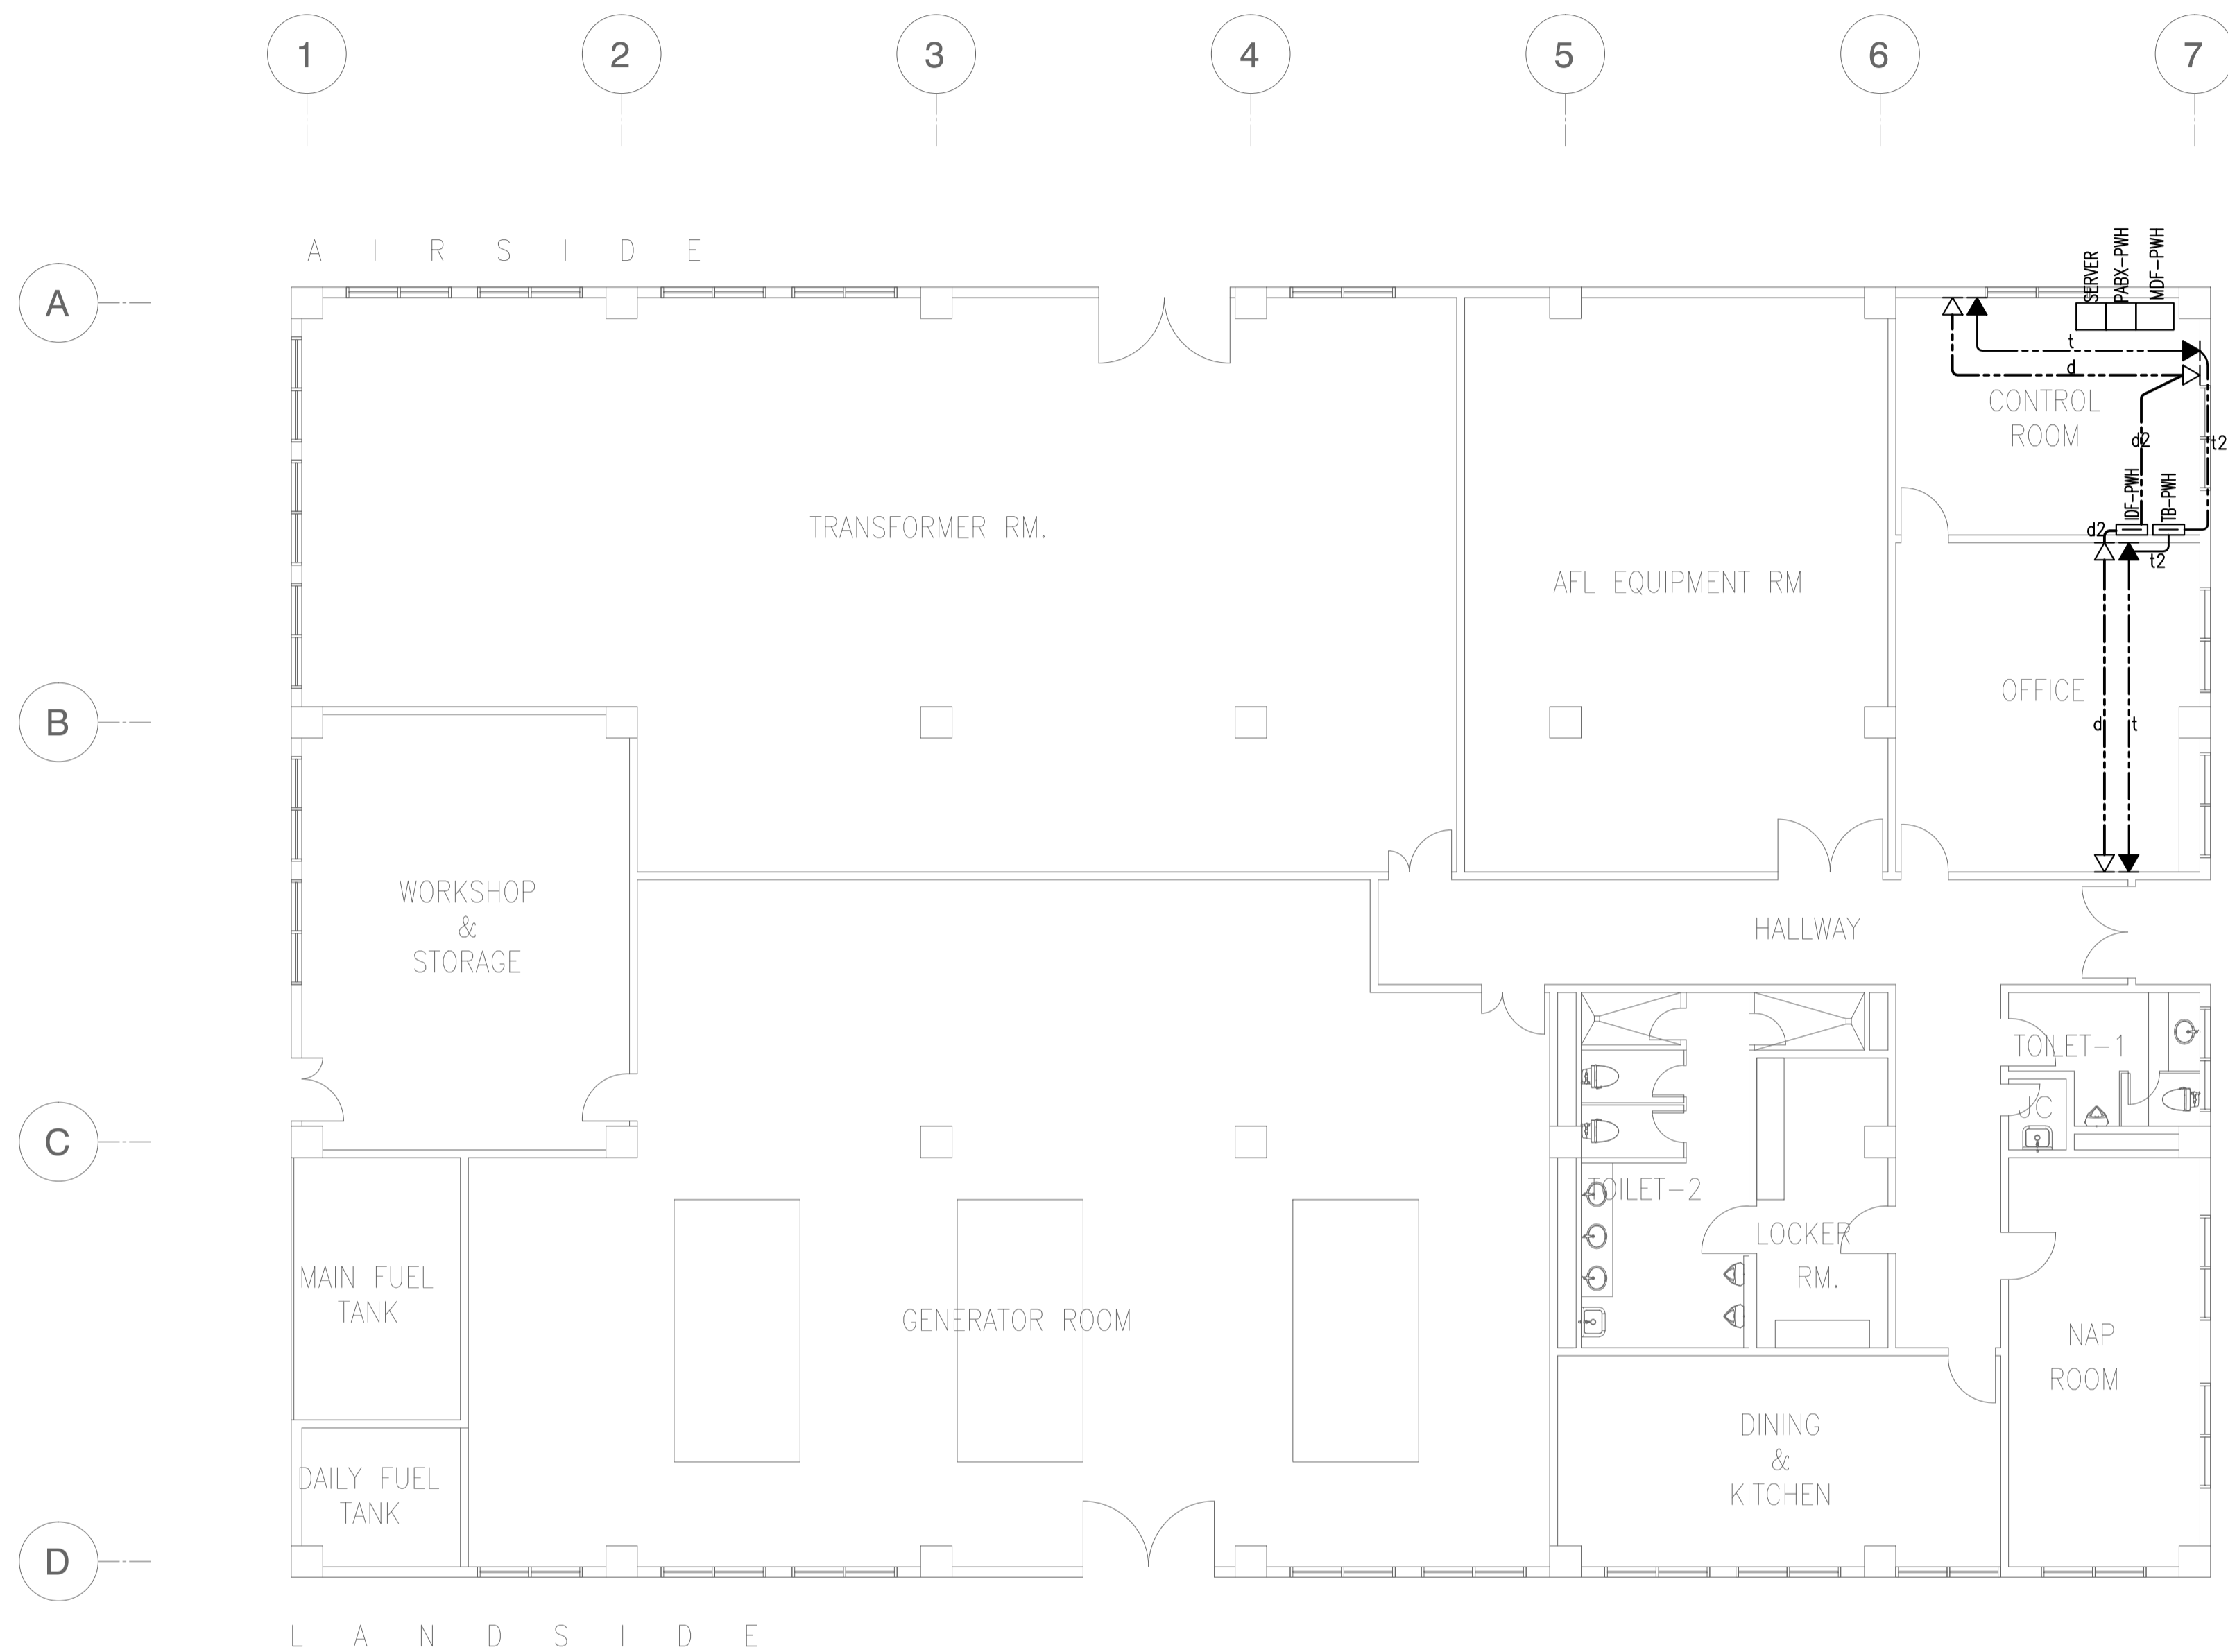 1 2 3 4 5 6 7
AIRSIDE
SERVER
PABX-PWH
MDF-PWH
A
t
d
CONTROL
ROOM
d2
t2
IDF-PWH
TB-PWH
d2
t2
TRANSFORMER RM.
AFL EQUIPMENT RM
OFFICE
B
d
t
WORKSHOP
&
STORAGE
HALLWAY
TOILET-1
JC
C
TOILET-2
LOCKER
RM.
MAIN FUEL
TANK
GENERATOR ROOM
NAP
ROOM
DINING
&
KITCHEN
DAILY FUEL
TANK
D
LANDSIDE